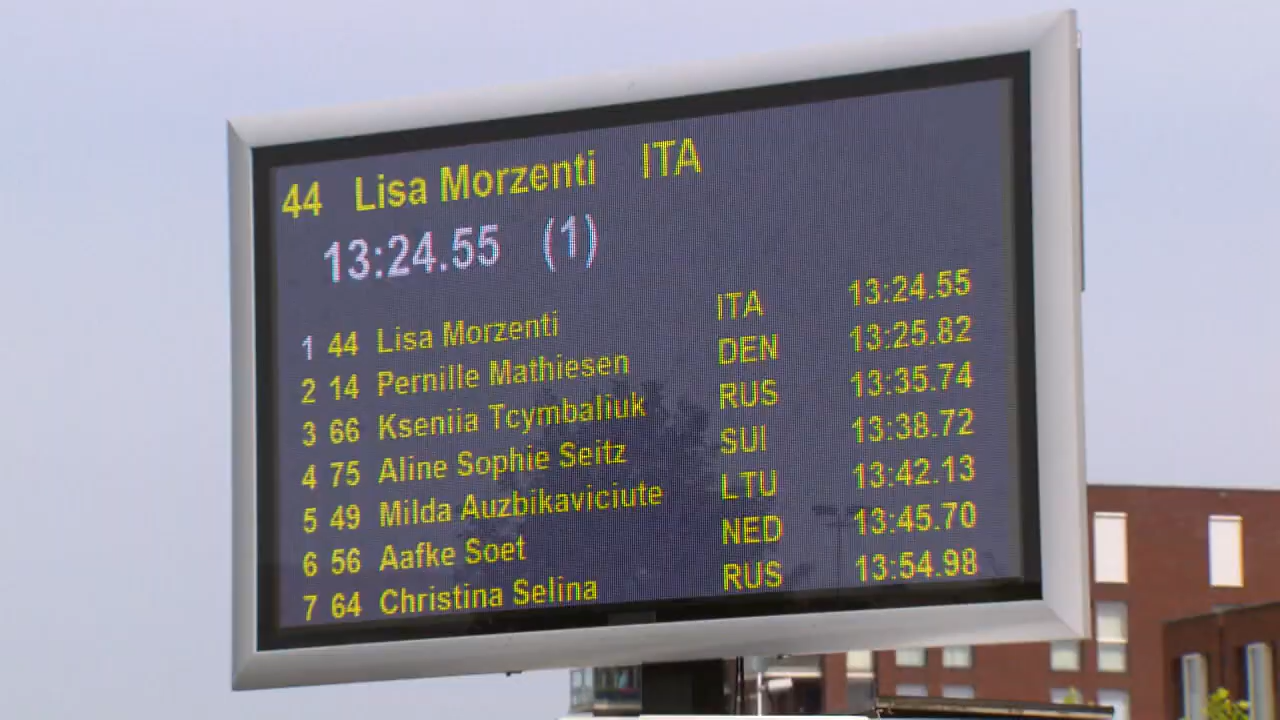 44 Lisa Morzenti ITA
13:24.55 (1)
1 44 Lisa Morzenti ITA 13:24.55
2 14 Pernille Mathiesen DEN 13:25.82
3 66 Kseniia Tcymbaliuk RUS 13:35.74
4 75 Aline Sophie Seitz SUI 13:38.72
5 49 Milda Auzbikaviciute LTU 13:42.13
6 56 Aafke Soet NED 13:45.70
7 64 Christina Selina RUS 13:54.98